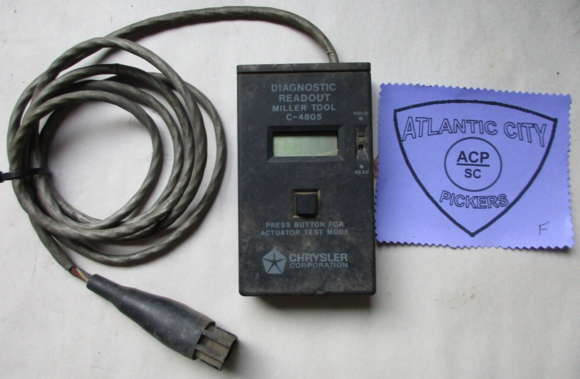 DIAGNOSTIC
READOUT
MILLER TOOL
C-4805
HOLD
READ
PRESS BUTTON FOR
ACTUATOR TEST MODE
CHRYSLER
CORPORATION
ATLANTIC CITY
ACP
SC
PICKERS
F